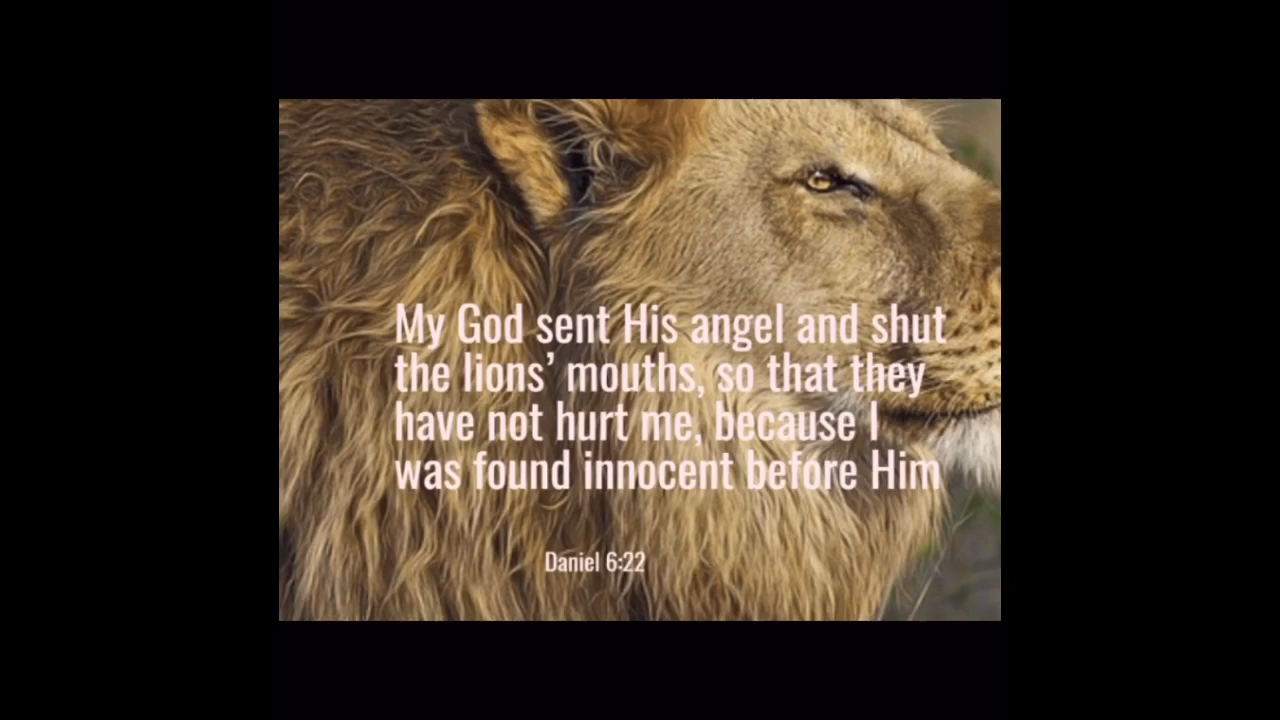 My God sent His angel and shut
the lions’ mouths, so that they
have not hurt me, because I
was found innocent before Him
Daniel 6:22